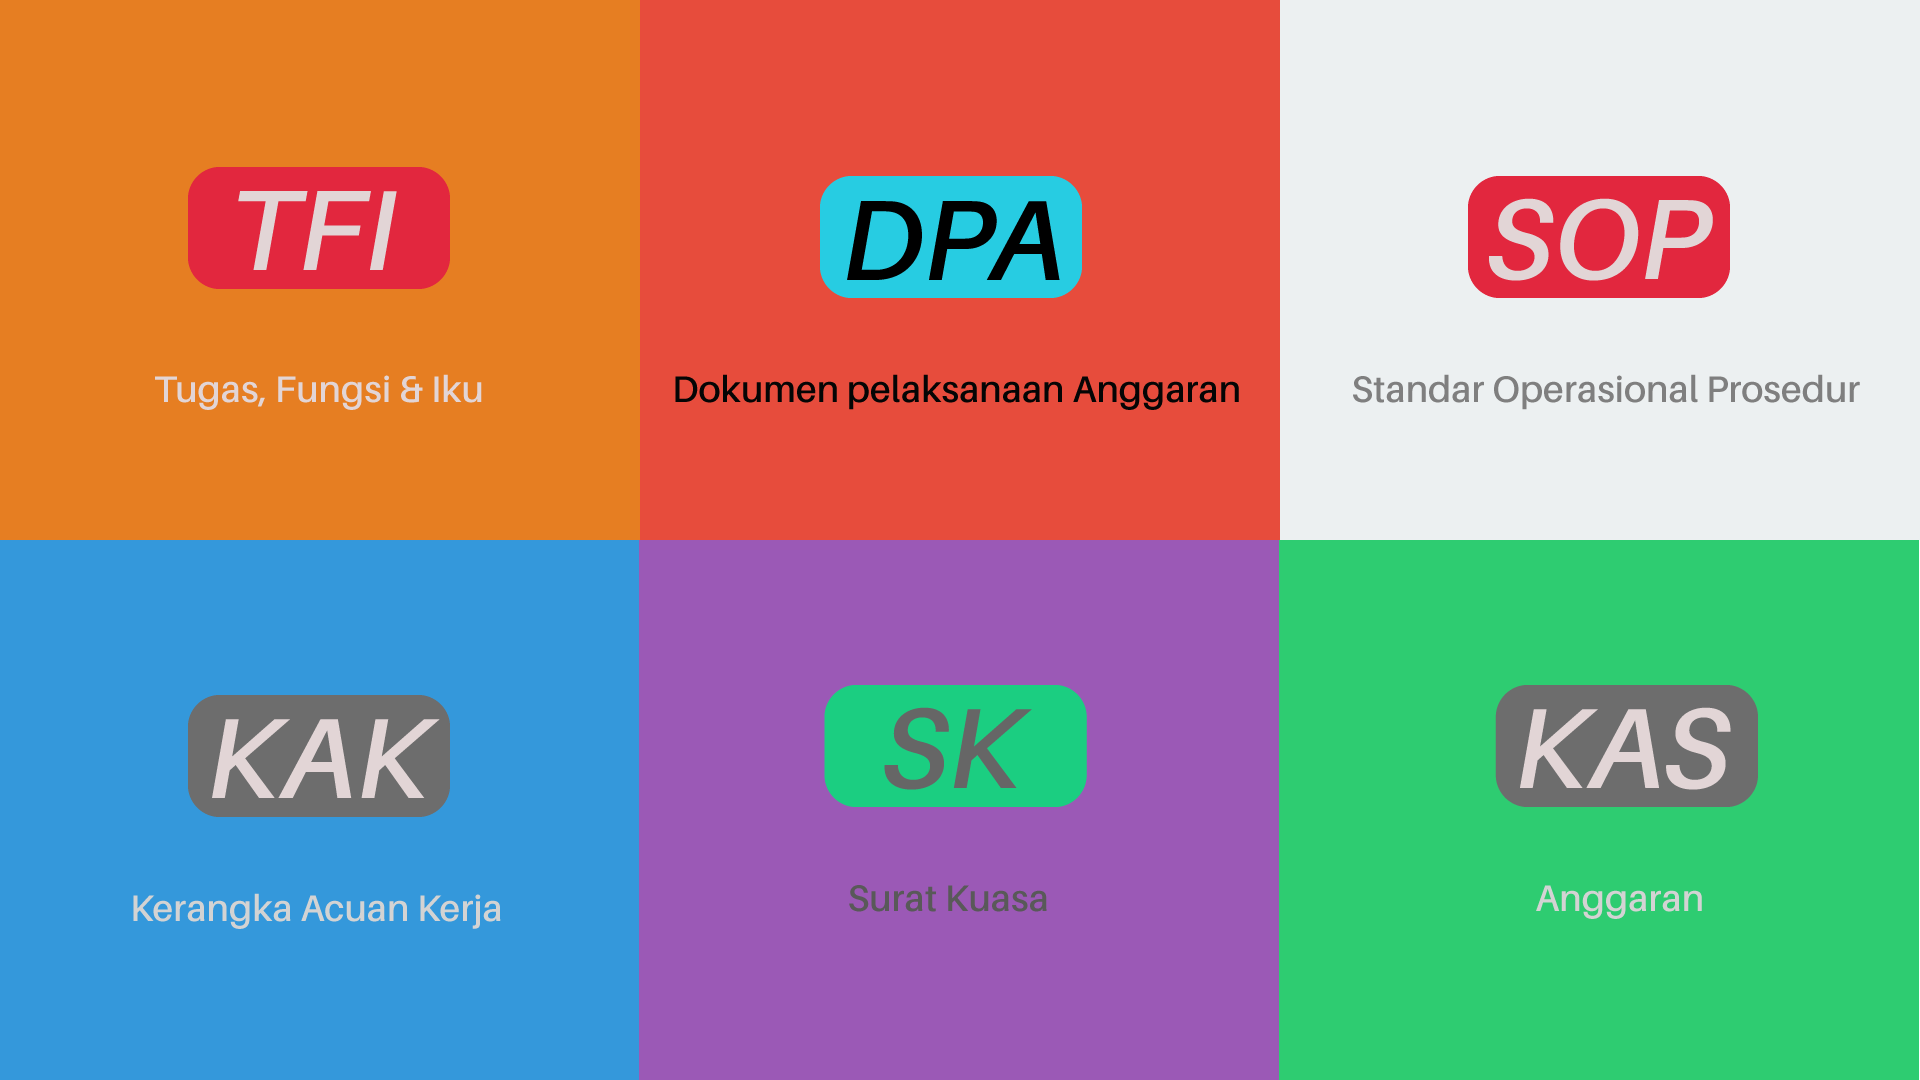 TFI
Tugas, Fungsi & Iku
DPA
Dokumen pelaksanaan Anggaran
SOP
Standar Operasional Prosedur
KAK
Kerangka Acuan Kerja
SK
Surat Kuasa
KAS
Anggaran